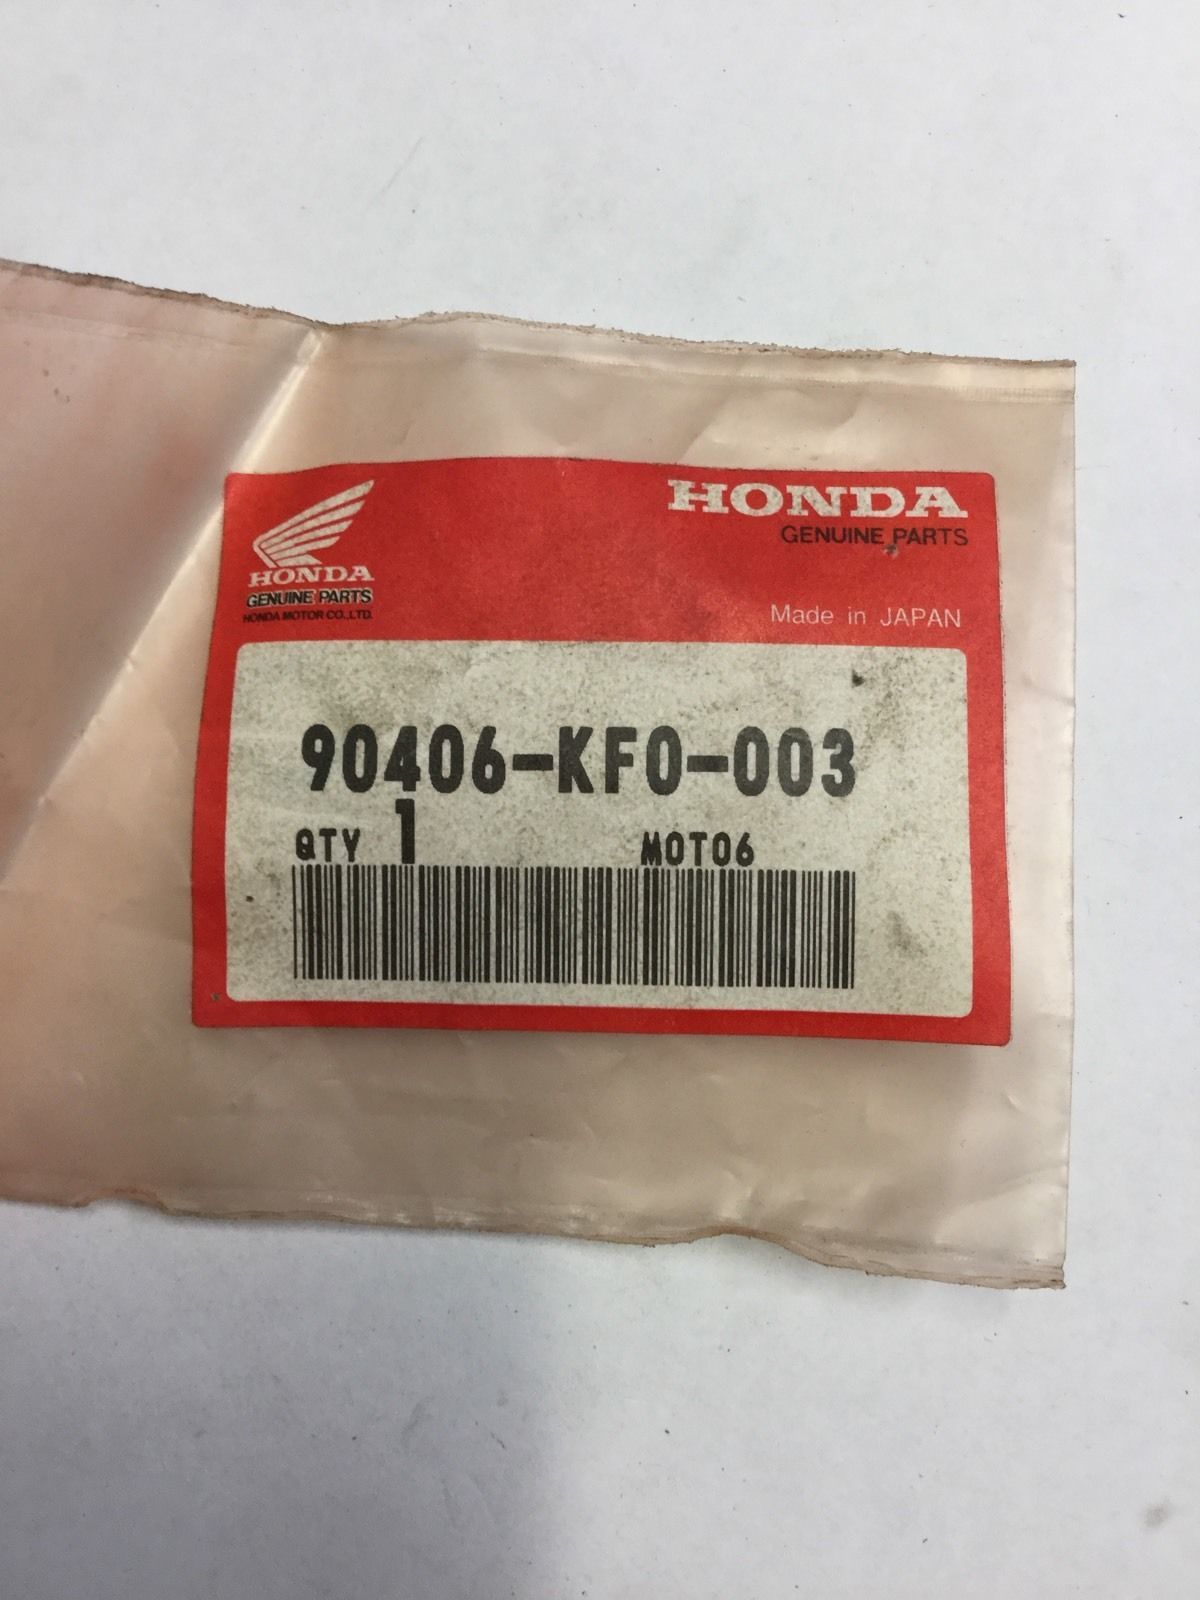 HONDA
GENUINE PARTS
HONDA MOTOR CO.,LTD.
HONDA
GENUINE PARTS
Made in JAPAN
90406-KF0-003
QTY 1 MOT06